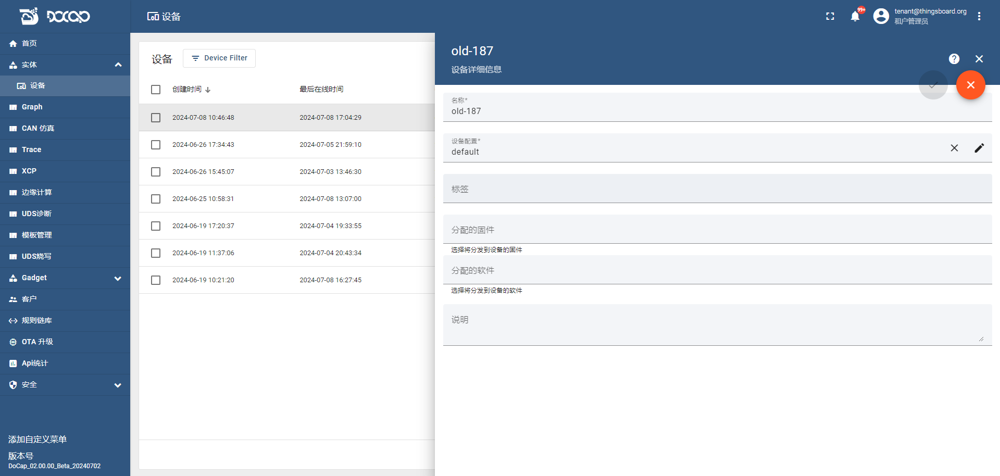 DOCAP
设备
99+
tenant@thingsboard.org
租户管理员
首页
实体
设备
Graph
CAN 仿真
Trace
XCP
边缘计算
UDS诊断
模板管理
UDS烧写
Gadget
客户
规则链库
OTA 升级
Api统计
安全
添加自定义菜单
版本号
DoCap_02.00.00_Beta_20240702
设备
Device Filter
创建时间
最后在线时间
2024-07-08 10:46:48 2024-07-08 17:04:29
2024-06-26 17:34:43 2024-07-05 21:59:10
2024-06-26 15:45:07 2024-07-03 13:46:30
2024-06-25 10:58:31 2024-07-08 13:07:00
2024-06-19 17:20:37 2024-07-04 19:33:55
2024-06-19 11:37:06 2024-07-04 20:43:34
2024-06-19 10:21:20 2024-07-08 16:27:45
old-187
设备详细信息
名称*
old-187
设备配置*
default
标签
分配的固件
选择将分发到设备的固件
分配的软件
选择将分发到设备的软件
说明